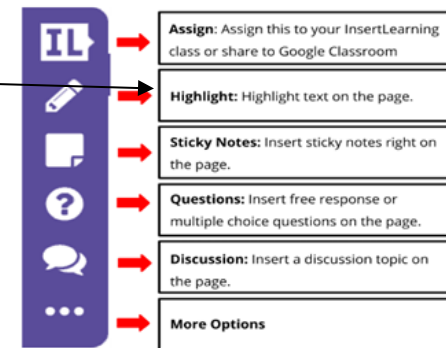 IL
Assign: Assign this to your InsertLearning
class or share to Google Classroom
Highlight: Highlight text on the page.
Sticky Notes: Insert sticky notes right on
the page.
?
Questions: Insert free response or
multiple choice questions on the page.
Discussion: Insert a discussion topic on
the page.
More Options